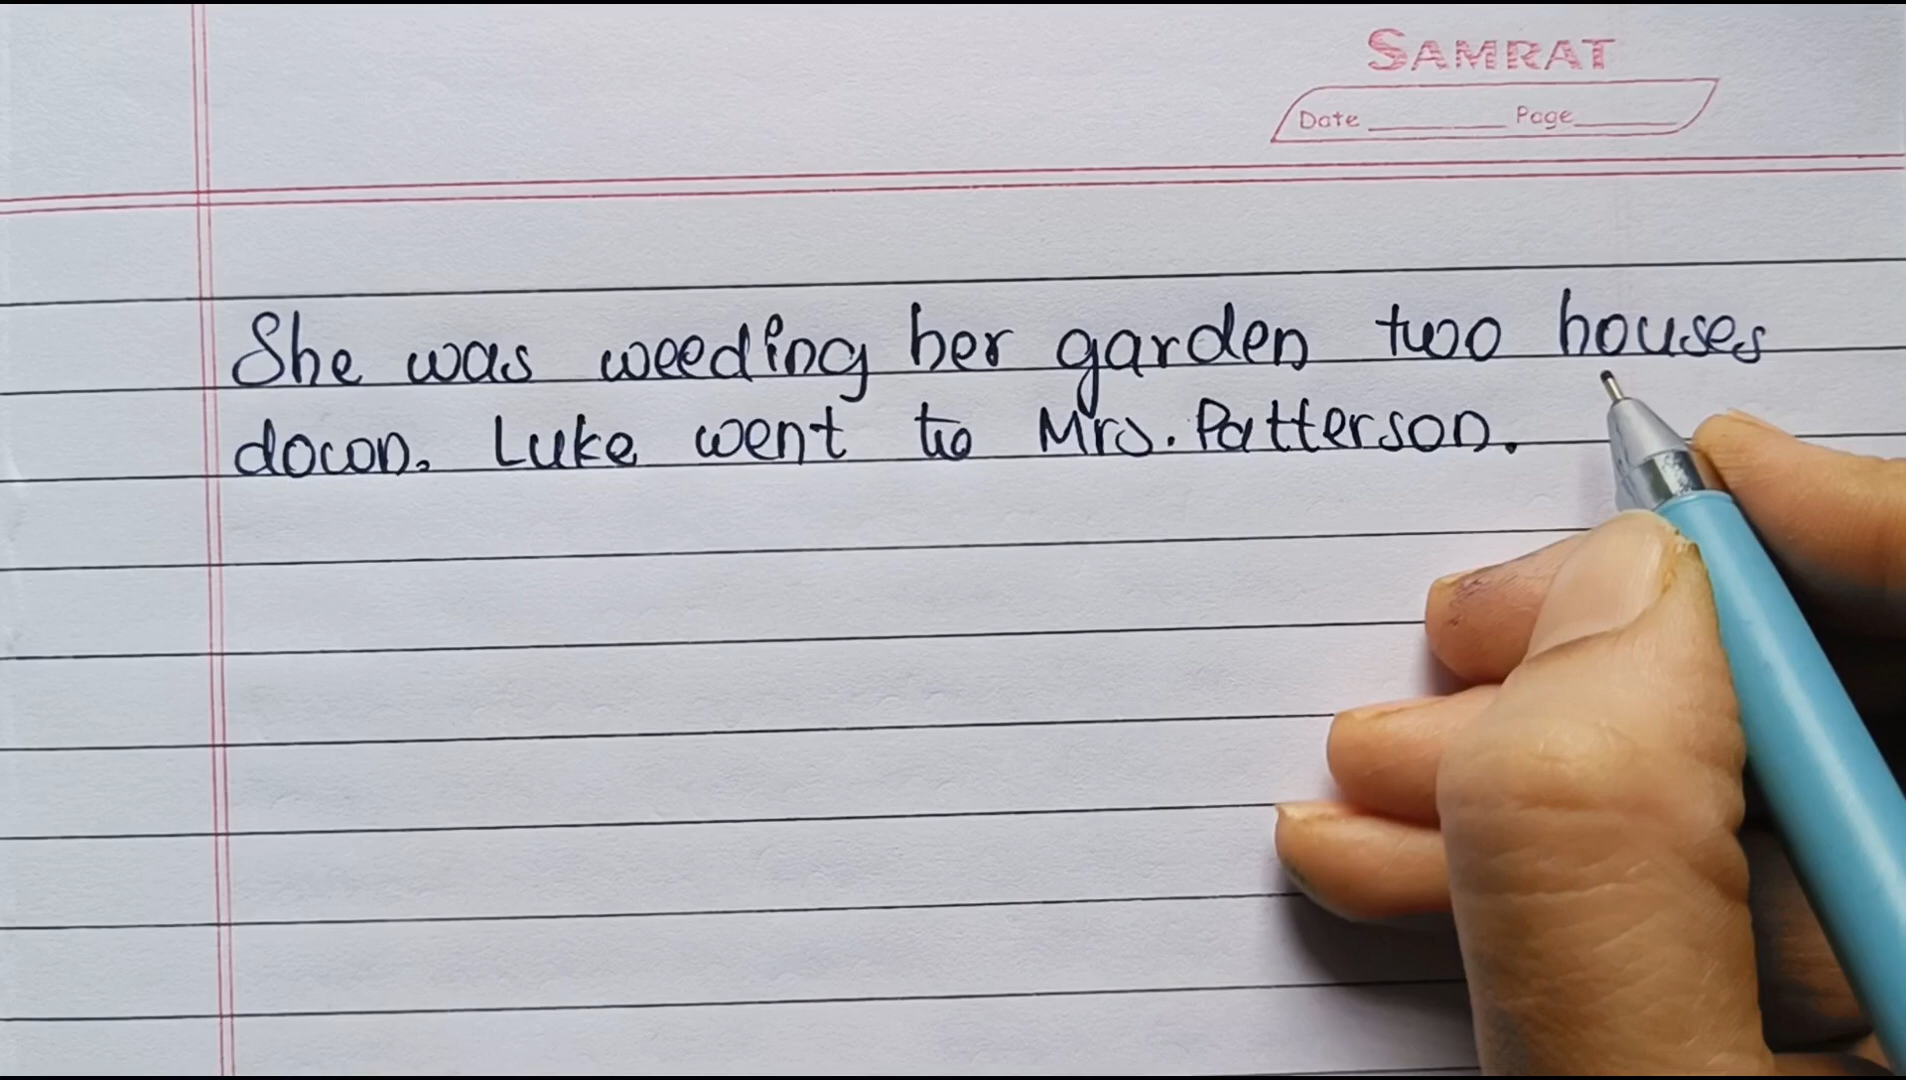 SAMRAT
Date Page
She was weeding her garden two houses
down. Luke went to Mrs. Patterson.